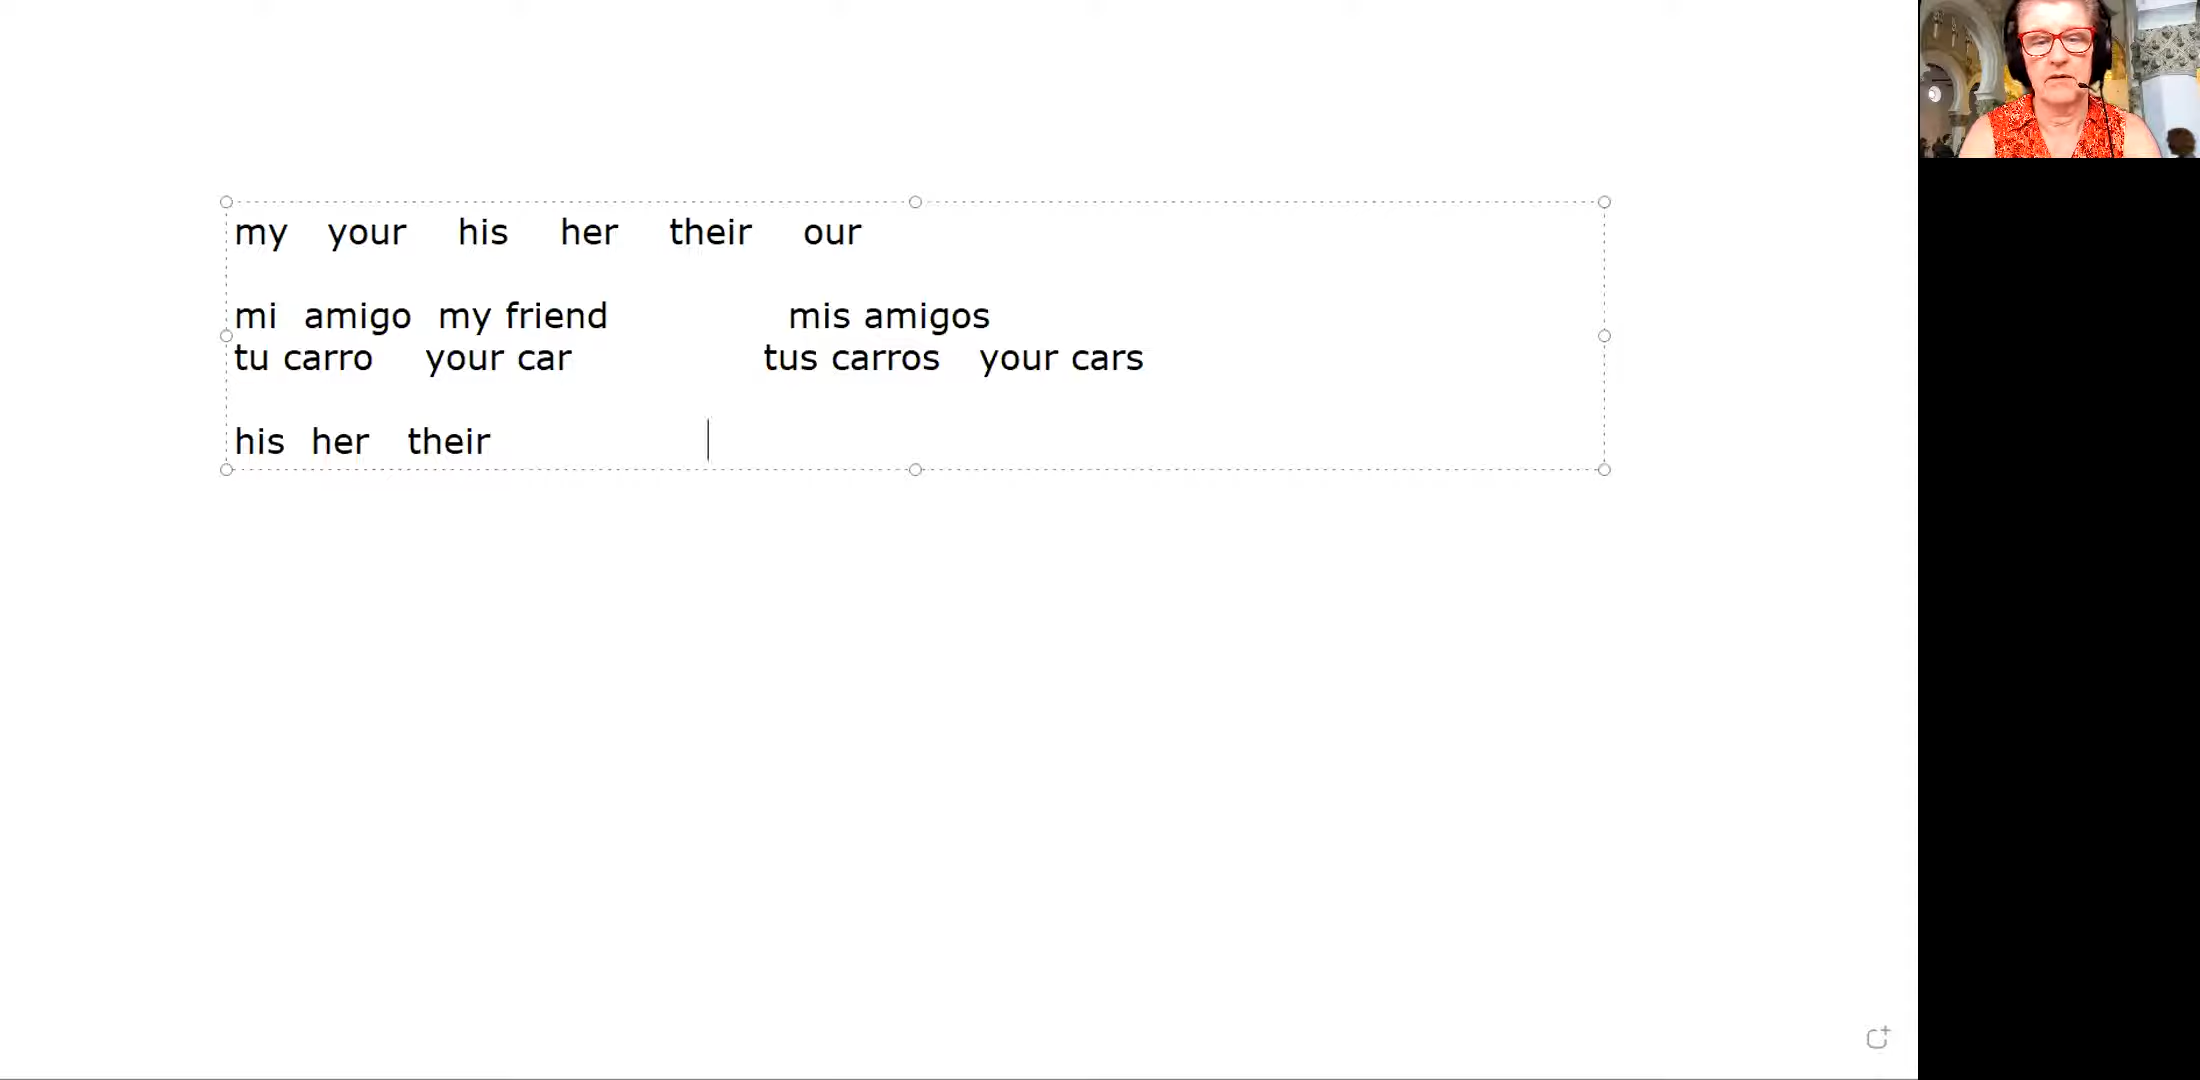 my your his her their our
mi amigo my friend mis amigos
tu carro your car tus carros your cars
his her their